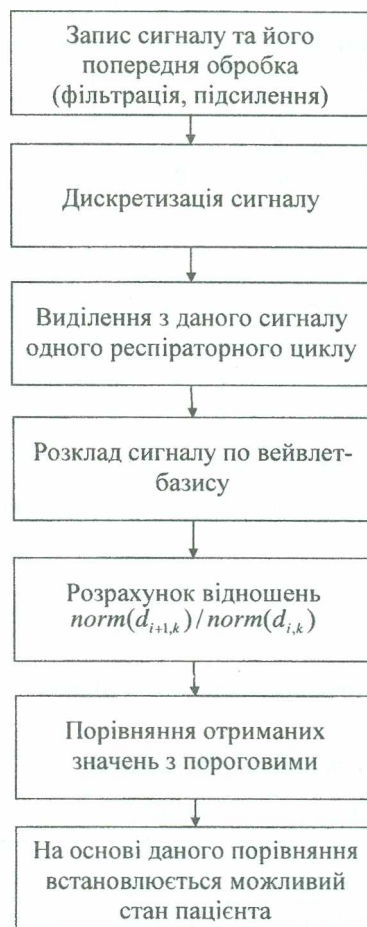 Запис сигналу та його
попередня обробка
(фільтрація, підсилення)
Дискретизація сигналу
Виділення з даного сигналу
одного респіраторного циклу
Розклад сигналу по вейвлет-
базису
Розрахунок відношень
norm(d_{i+1,k})/norm(d_{i,k})
Порівняння отриманих
значень з пороговими
На основі даного порівняння
встановлюється можливий
стан пацієнта